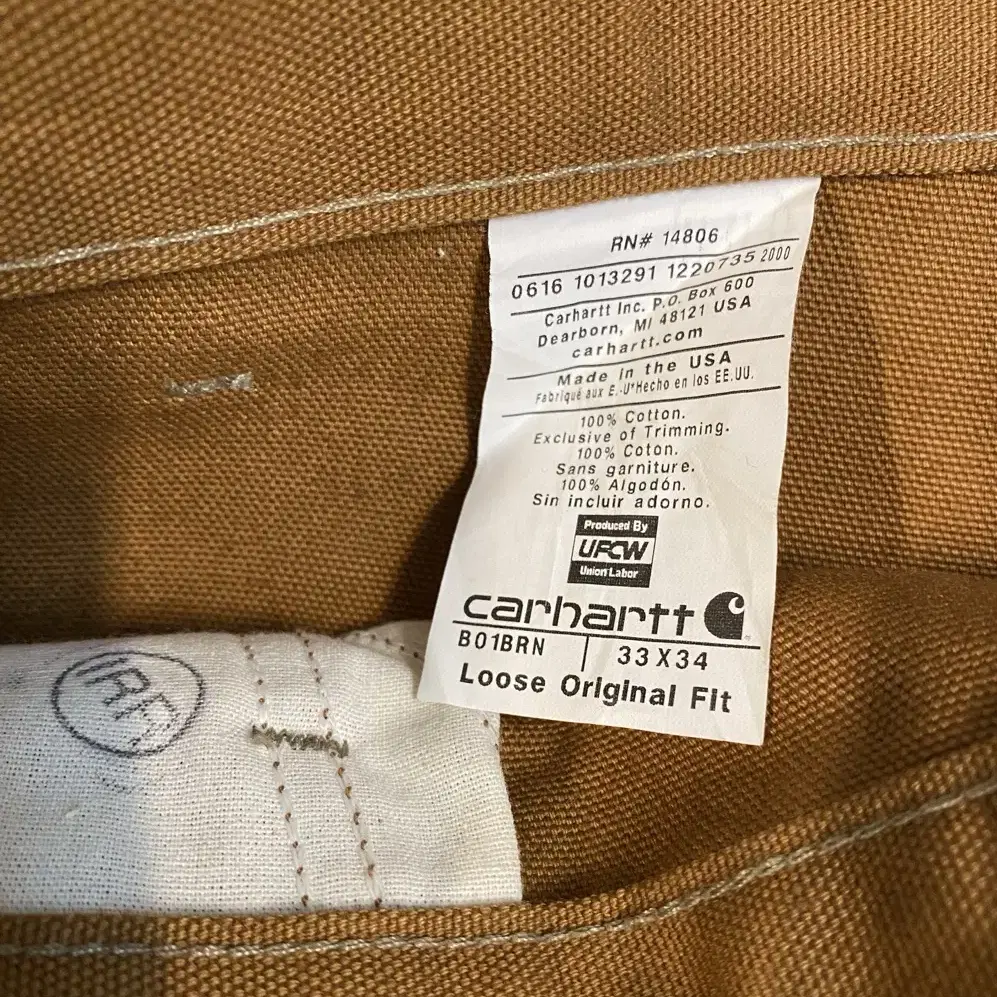 RN# 14806
0616 1013291 1220735 2000
Carhartt Inc. P.O. Box 600
Dearborn, MI 48121 USA
carhartt.com
Made in the USA
Fabriqué aux E.-U*Hecho en los EE.UU.
100% Cotton.
Exclusive of Trimming.
100% Coton.
Sans garniture.
100% Algodón.
Sin incluir adorno.
Produced By
UFCW
Union Labor
carhartt
B01BRN 33X34
Loose Original Fit